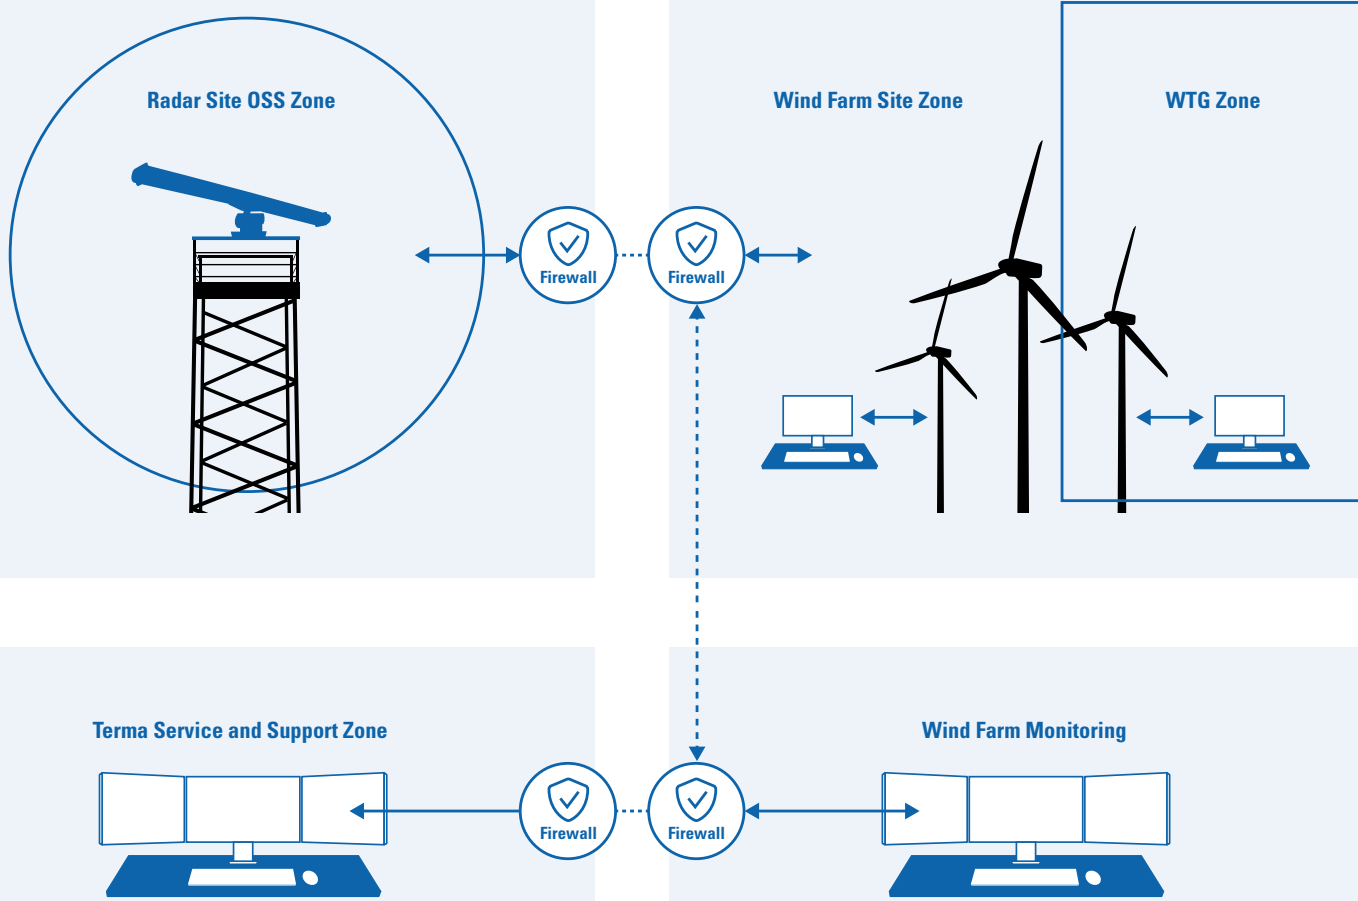 Radar Site OSS Zone
Wind Farm Site Zone
WTG Zone
Firewall
Firewall
Terma Service and Support Zone
Wind Farm Monitoring
Firewall
Firewall